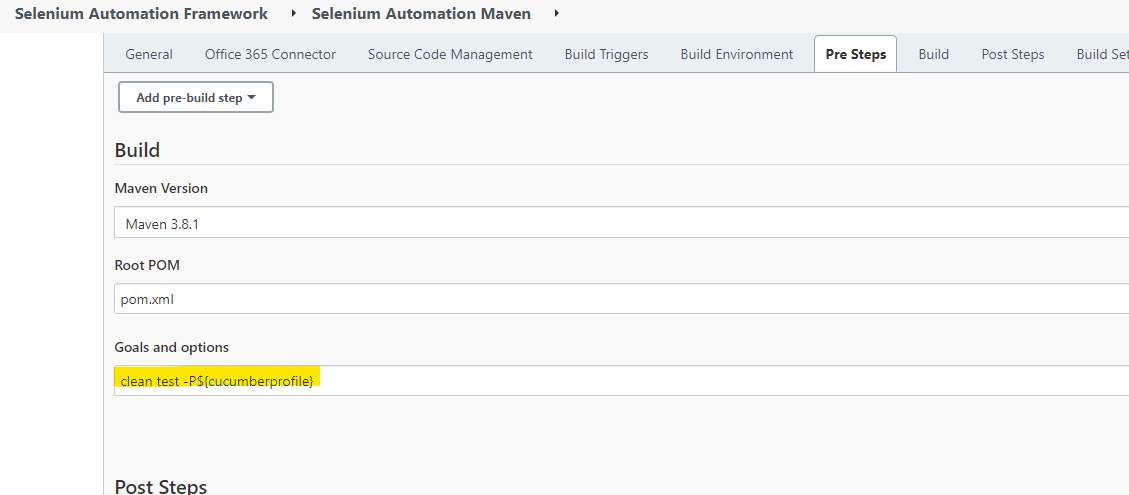 Selenium Automation Framework Selenium Automation Maven
General Office 365 Connector Source Code Management Build Triggers Build Environment Pre Steps Build Post Steps Build Set
Add pre-build step
Build
Maven Version
Maven 3.8.1
Root POM
pom.xml
Goals and options
clean test -P${cucumberprofile}
Post Steps